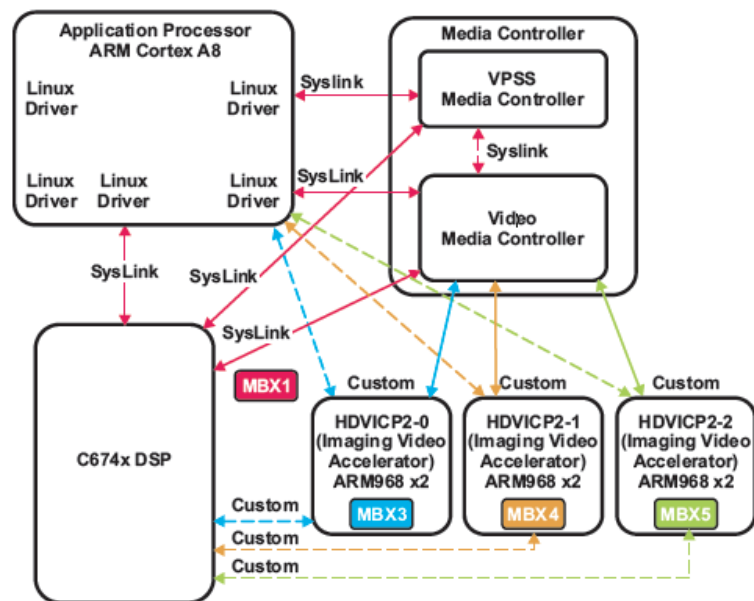 Application Processor
ARM Cortex A8
Linux
Driver
Linux
Driver
Linux
Driver
Linux
Driver
Linux
Driver
Media Controller
VPSS
Media Controller
Syslink
Syslink
SysLink
Video
Media Controller
SysLink
SysLink
SysLink
MBX1
C674x DSP
Custom
HDVICP2-0
(Imaging Video
Accelerator)
ARM968 x2
MBX3
Custom
HDVICP2-1
(Imaging Video
Accelerator)
ARM968 x2
MBX4
Custom
HDVICP2-2
(Imaging Video
Accelerator)
ARM968 x2
MBX5
Custom
Custom
Custom